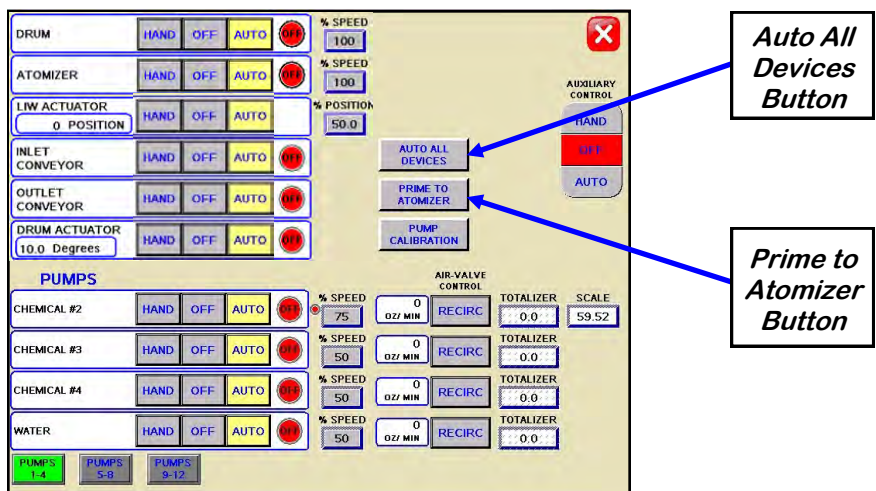 DRUM HAND OFF AUTO OFF % SPEED 100
ATOMIZER HAND OFF AUTO OFF % SPEED 100
LIW ACTUATOR 0 POSITION HAND OFF AUTO % POSITION 50.0
INLET CONVEYOR HAND OFF AUTO OFF
OUTLET CONVEYOR HAND OFF AUTO OFF
DRUM ACTUATOR 10.0 Degrees HAND OFF AUTO OFF
AUTO ALL
DEVICES
PRIME TO
ATOMIZER
PUMP
CALIBRATION
AUXILIARY
CONTROL
HAND
OFF
AUTO
Auto All
Devices
Button
Prime to
Atomizer
Button
PUMPS
AIR-VALVE
CONTROL
CHEMICAL #2 HAND OFF AUTO OFF % SPEED 75 0 OZ/ MIN RECIRC TOTALIZER 0.0 SCALE 59.52
CHEMICAL #3 HAND OFF AUTO OFF % SPEED 50 0 OZ/ MIN RECIRC TOTALIZER 0.0
CHEMICAL #4 HAND OFF AUTO OFF % SPEED 50 0 OZ/ MIN RECIRC TOTALIZER 0.0
WATER HAND OFF AUTO OFF % SPEED 50 0 OZ/ MIN RECIRC TOTALIZER 0.0
PUMPS
1-4
PUMPS
5-8
PUMPS
9-12